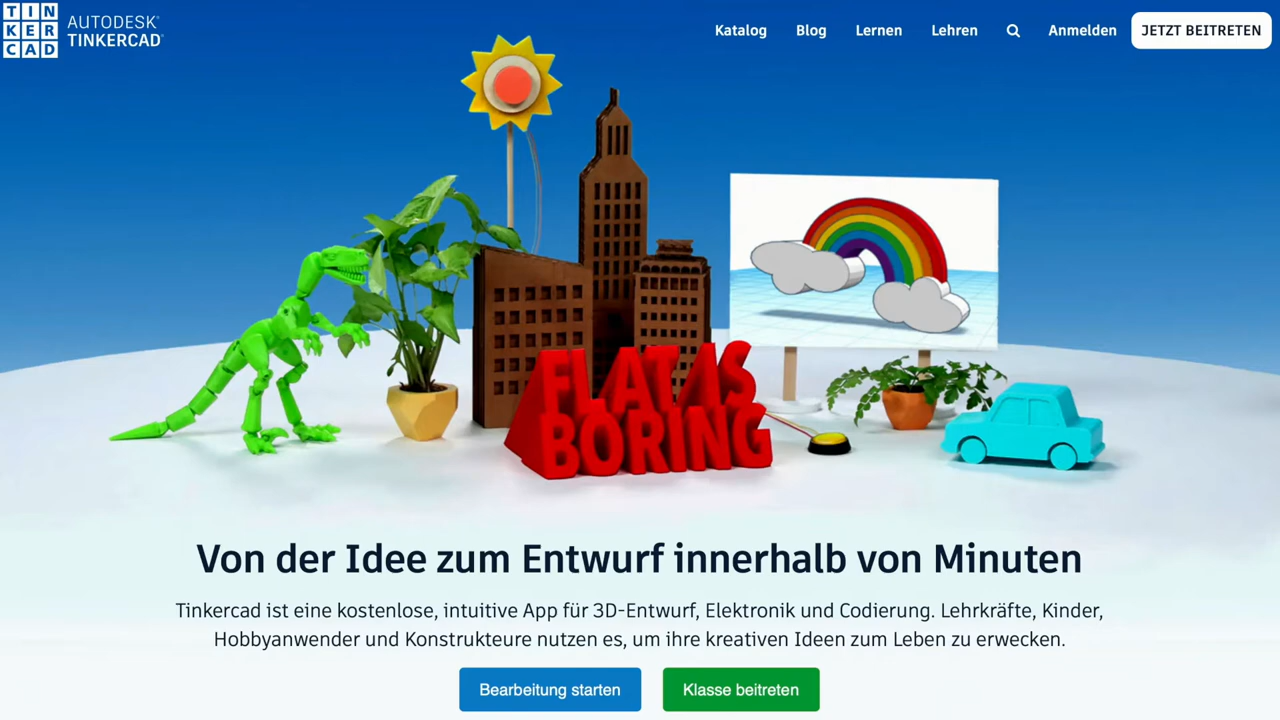 TIN
KER
CAD
AUTODESK®
TINKERCAD®
Katalog
Blog
Lernen
Lehren
Anmelden
JETZT BEITRETEN
FLAT IS
BORING
Von der Idee zum Entwurf innerhalb von Minuten
Tinkercad ist eine kostenlose, intuitive App für 3D-Entwurf, Elektronik und Codierung. Lehrkräfte, Kinder,
Hobbyanwender und Konstrukteure nutzen es, um ihre kreativen Ideen zum Leben zu erwecken.
Bearbeitung starten
Klasse beitreten